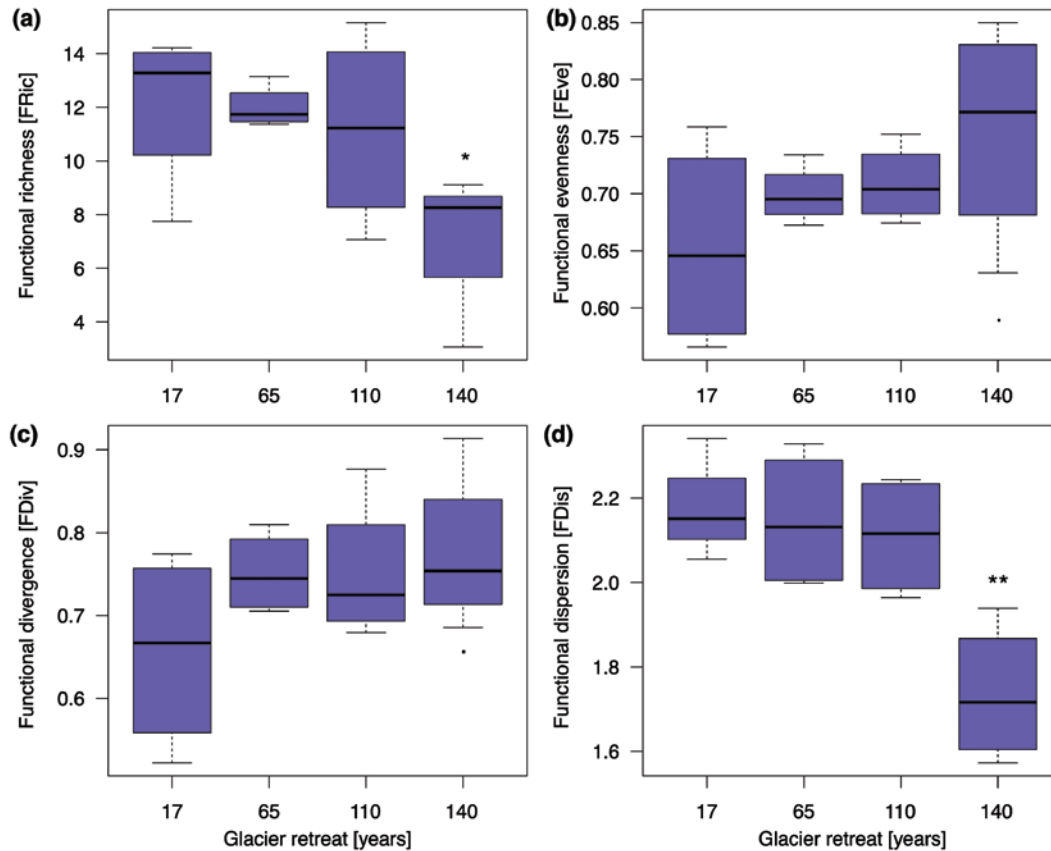 (a)
Functional richness [FRic]
14
12
10
8
6
4
*
17 65 110 140
(b)
Functional evenness [FEve]
0.85
0.80
0.75
0.70
0.65
0.60
17 65 110 140
(c)
Functional divergence [FDiv]
0.9
0.8
0.7
0.6
17 65 110 140
Glacier retreat [years]
(d)
Functional dispersion [FDis]
2.2
2.0
1.8
1.6
**
17 65 110 140
Glacier retreat [years]